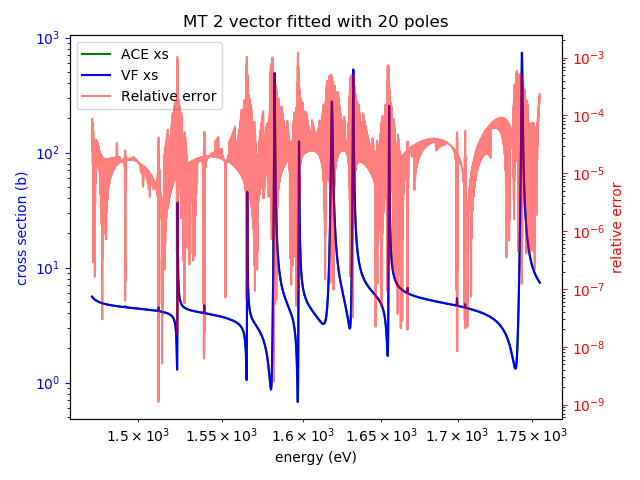 MT 2 vector fitted with 20 poles
ACE xs
VF xs
Relative error
cross section (b)
10³
10²
10¹
10⁰
relative error
10⁻³
10⁻⁴
10⁻⁵
10⁻⁶
10⁻⁷
10⁻⁸
10⁻⁹
1.5 × 10³ 1.55 × 10³ 1.6 × 10³ 1.65 × 10³ 1.7 × 10³ 1.75 × 10³
energy (eV)